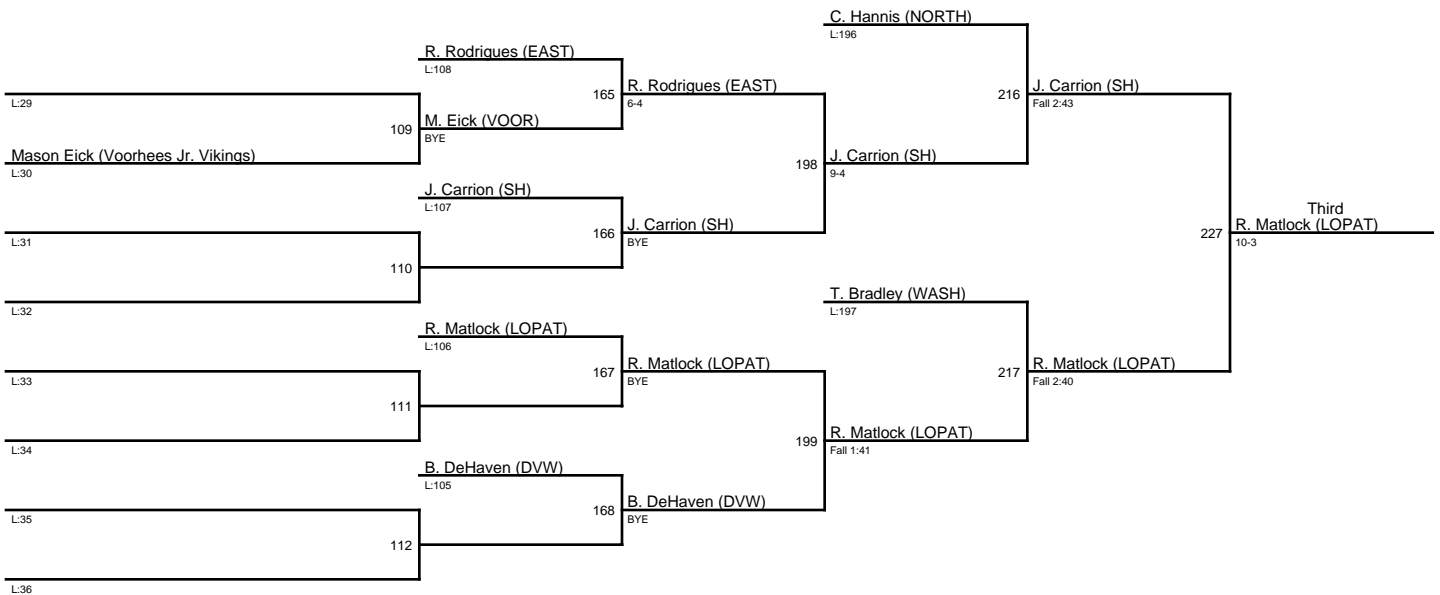 C. Hannis (NORTH)
L:196
R. Rodrigues (EAST)
L:108
165
R. Rodrigues (EAST)
6-4
216
J. Carrion (SH)
Fall 2:43
L:29
109
M. Eick (VOOR)
BYE
Mason Eick (Voorhees Jr. Vikings)
L:30
198
J. Carrion (SH)
9-4
J. Carrion (SH)
L:107
166
J. Carrion (SH)
BYE
L:31
110
L:32
227
Third
R. Matlock (LOPAT)
10-3
T. Bradley (WASH)
L:197
R. Matlock (LOPAT)
L:106
167
R. Matlock (LOPAT)
BYE
217
R. Matlock (LOPAT)
Fall 2:40
L:33
111
L:34
199
R. Matlock (LOPAT)
Fall 1:41
B. DeHaven (DVW)
L:105
168
B. DeHaven (DVW)
BYE
L:35
112
L:36